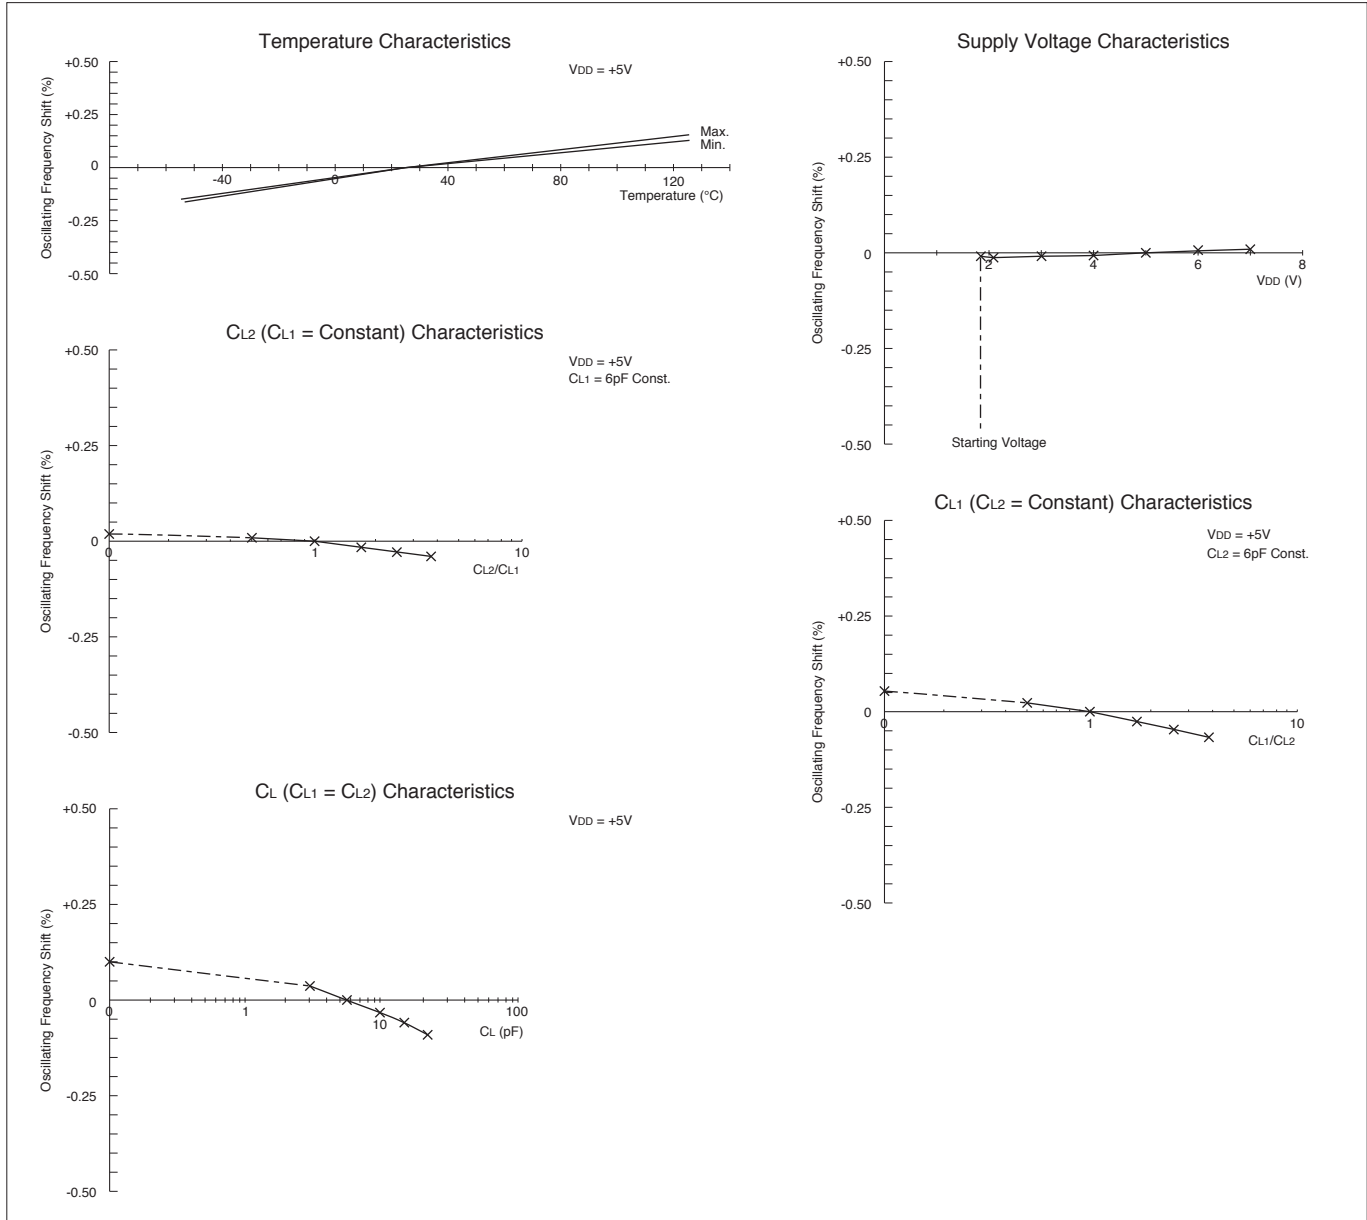 Temperature Characteristics
VDD = +5V
Oscillating Frequency Shift (%)
+0.50
+0.25
0
-0.25
-0.50
-40
0
40
80
120
Temperature (°C)
Max.
Min.
Supply Voltage Characteristics
Oscillating Frequency Shift (%)
+0.50
+0.25
0
-0.25
-0.50
2
4
6
8
VDD (V)
Starting Voltage
CL2 (CL1 = Constant) Characteristics
VDD = +5V
CL1 = 6pF Const.
Oscillating Frequency Shift (%)
+0.50
+0.25
0
-0.25
-0.50
0
1
10
CL2/CL1
CL1 (CL2 = Constant) Characteristics
VDD = +5V
CL2 = 6pF Const.
Oscillating Frequency Shift (%)
+0.50
+0.25
0
-0.25
-0.50
0
1
10
CL1/CL2
CL (CL1 = CL2) Characteristics
VDD = +5V
Oscillating Frequency Shift (%)
+0.50
+0.25
0
-0.25
-0.50
0
1
10
100
CL (pF)